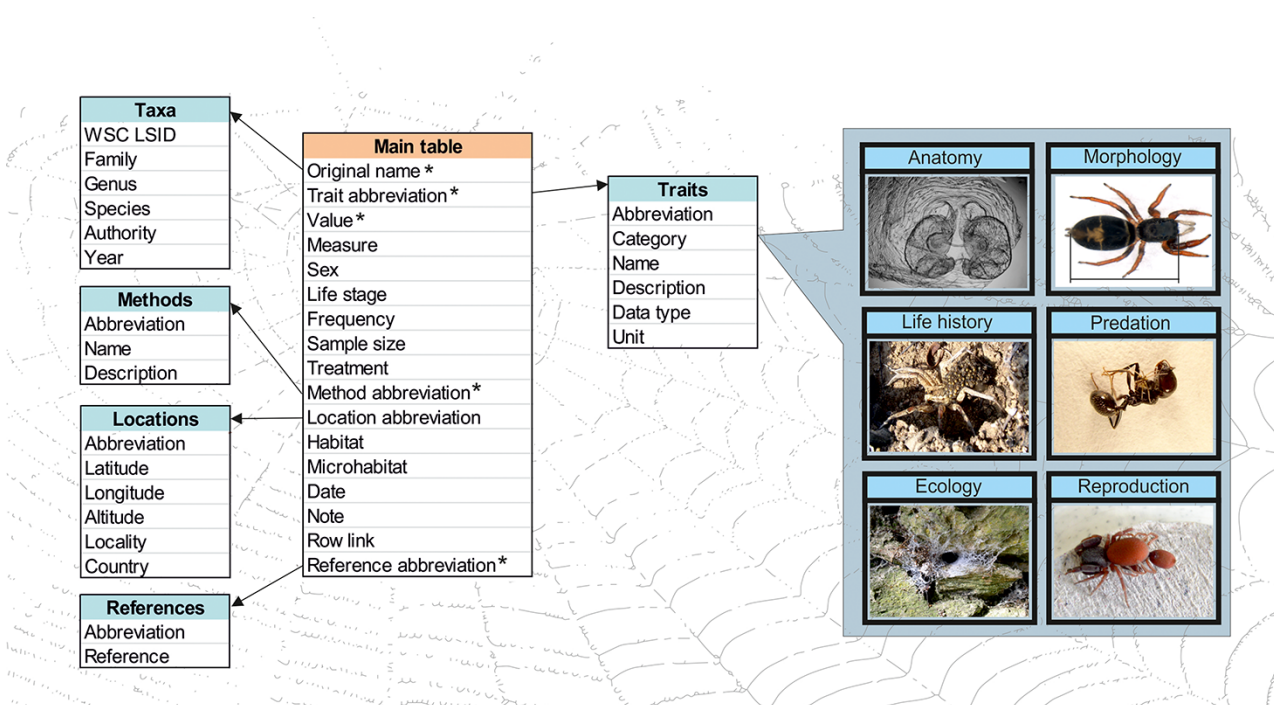 Taxa
WSC LSID
Family
Genus
Species
Authority
Year
Methods
Abbreviation
Name
Description
Locations
Abbreviation
Latitude
Longitude
Altitude
Locality
Country
References
Abbreviation
Reference
Main table
Original name *
Trait abbreviation *
Value *
Measure
Sex
Life stage
Frequency
Sample size
Treatment
Method abbreviation *
Location abbreviation
Habitat
Microhabitat
Date
Note
Row link
Reference abbreviation *
Traits
Abbreviation
Category
Name
Description
Data type
Unit
Anatomy
Morphology
Life history
Predation
Ecology
Reproduction